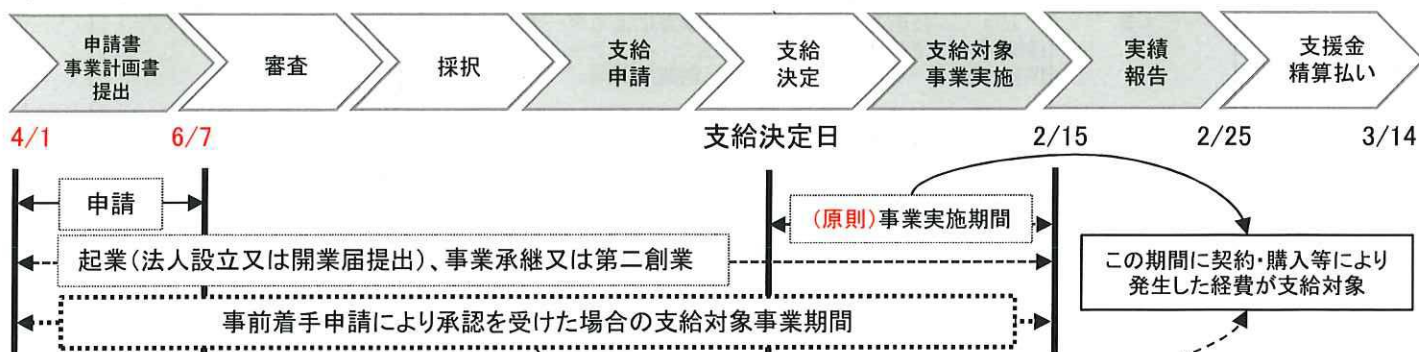 申請書
事業計画書
提出
審査
採択
支給
申請
支給
決定
支給対象
事業実施
実績
報告
支援金
精算払い
4/1
6/7
支給決定日
2/15
2/25
3/14
申請
(原則)事業実施期間
起業(法人設立又は開業届提出)、事業承継又は第二創業
この期間に契約・購入等により
発生した経費が支給対象
事前着手申請により承認を受けた場合の支給対象事業期間